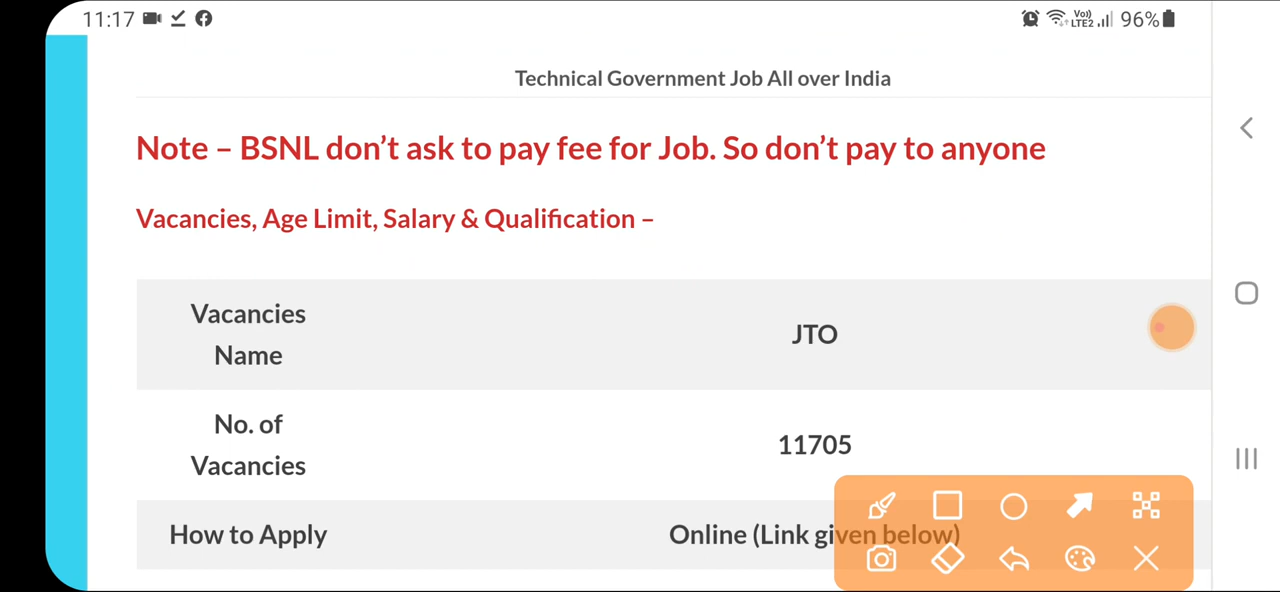 11:17
Vo)) LTE2 96%
Technical Government Job All over India
Note – BSNL don’t ask to pay fee for Job. So don’t pay to anyone
Vacancies, Age Limit, Salary & Qualification –
Vacancies
Name
JTO
No. of
Vacancies
11705
How to Apply
Online (Link given below)